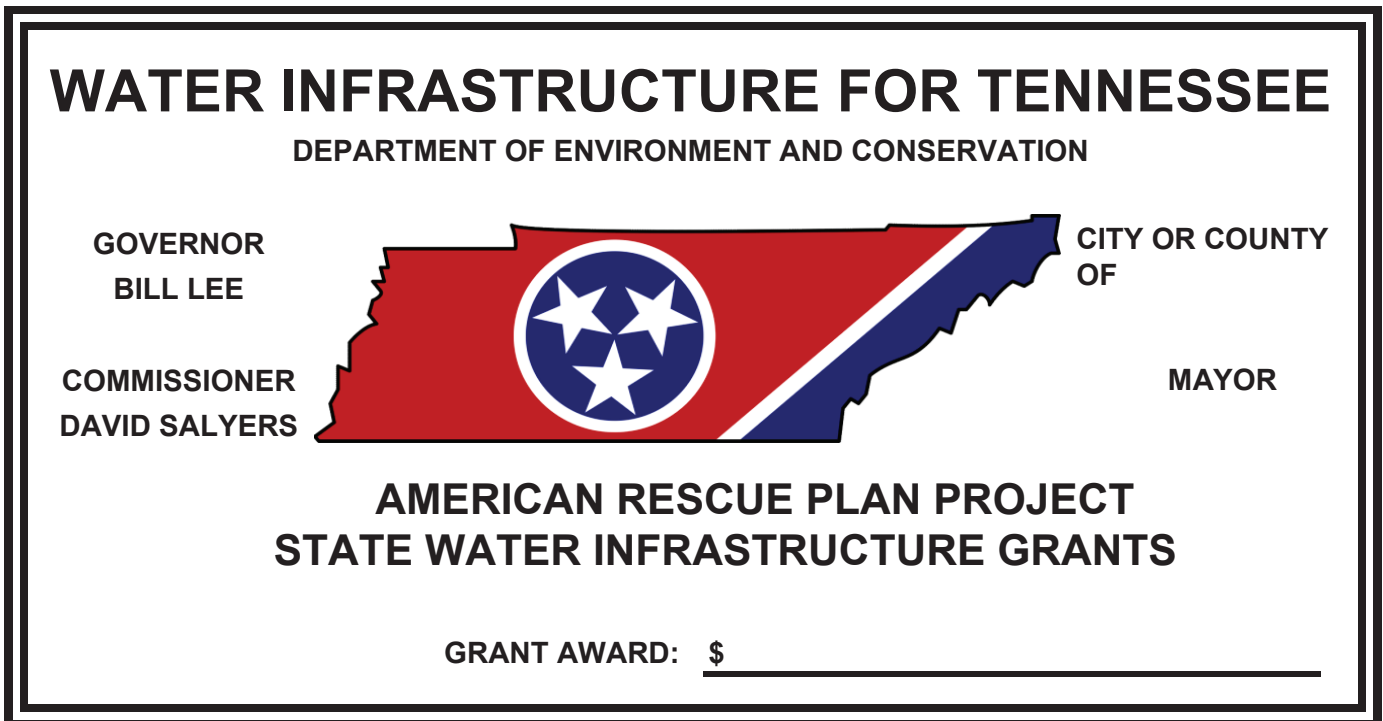 WATER INFRASTRUCTURE FOR TENNESSEE
DEPARTMENT OF ENVIRONMENT AND CONSERVATION
GOVERNOR
BILL LEE
COMMISSIONER
DAVID SALYERS
CITY OR COUNTY
OF
MAYOR
AMERICAN RESCUE PLAN PROJECT
STATE WATER INFRASTRUCTURE GRANTS
GRANT AWARD: $